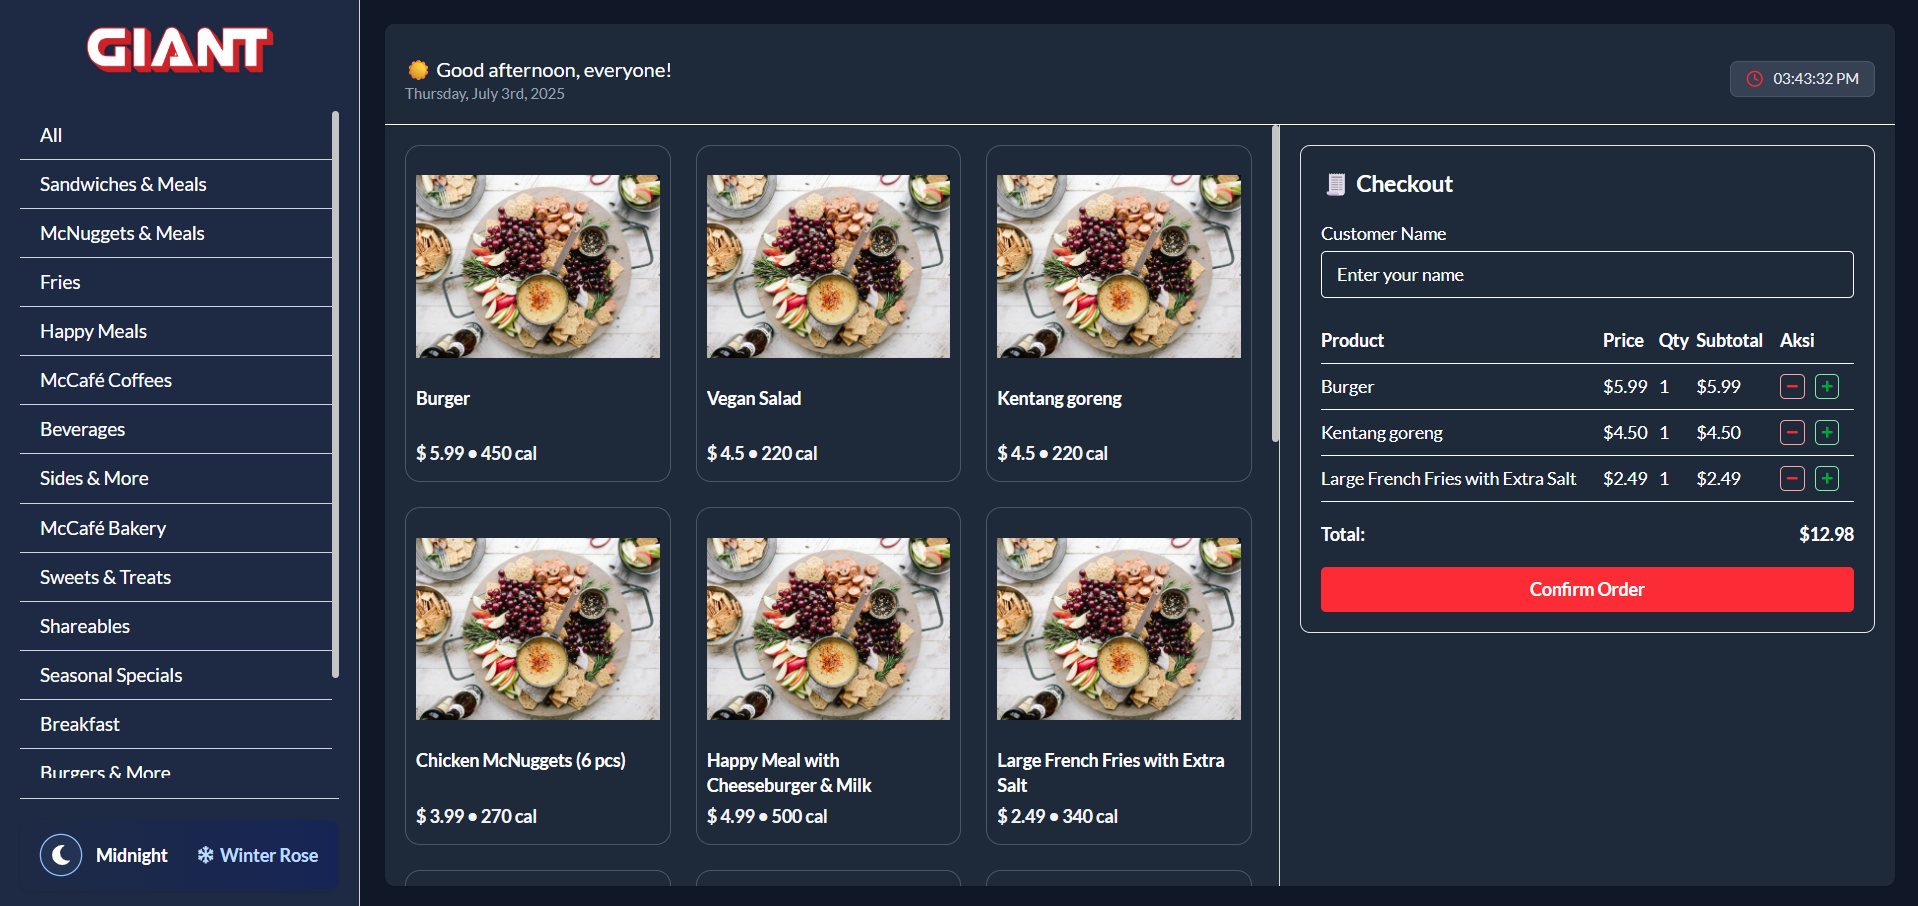 GIANT
All
Sandwiches & Meals
McNuggets & Meals
Fries
Happy Meals
McCafé Coffees
Beverages
Sides & More
McCafé Bakery
Sweets & Treats
Shareables
Seasonal Specials
Breakfast
Burgers & More
Midnight
Winter Rose
Good afternoon, everyone!
Thursday, July 3rd, 2025
03:43:32 PM
Burger
$ 5.99 • 450 cal
Vegan Salad
$ 4.5 • 220 cal
Kentang goreng
$ 4.5 • 220 cal
Chicken McNuggets (6 pcs)
$ 3.99 • 270 cal
Happy Meal with
Cheeseburger & Milk
$ 4.99 • 500 cal
Large French Fries with Extra
Salt
$ 2.49 • 340 cal
Checkout
Customer Name
Enter your name
Product Price Qty Subtotal Aksi
Burger $5.99 1 $5.99 − +
Kentang goreng $4.50 1 $4.50 − +
Large French Fries with Extra Salt $2.49 1 $2.49 − +
Total: $12.98
Confirm Order